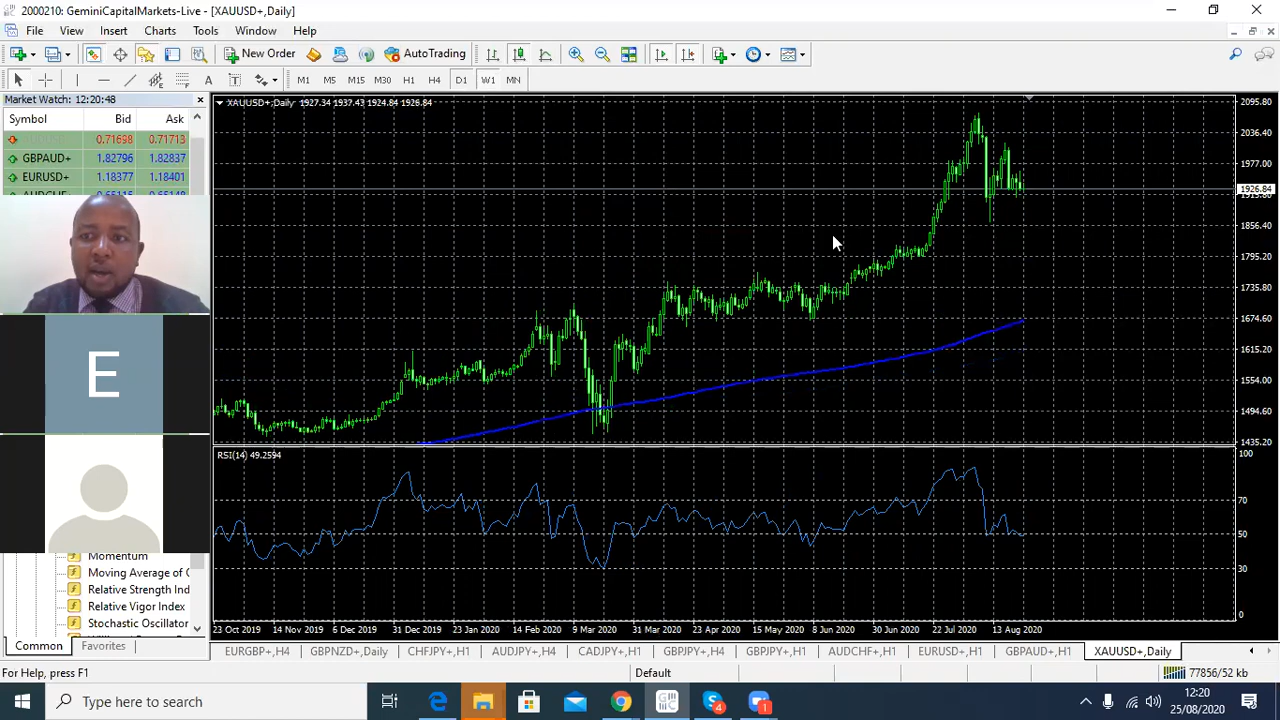 2000210: GeminiCapitalMarkets-Live - [XAUUSD+,Daily]
File View Insert Charts Tools Window Help
New Order AutoTrading
A T M1 M5 M15 M30 H1 H4 D1 W1 MN
Market Watch: 12:20:48
Symbol Bid Ask
0.71698 0.71713
GBPAUD+ 1.82796 1.82837
EURUSD+ 1.18377 1.18401
E
Momentum
Moving Average of
Relative Strength Ind
Relative Vigor Index
Stochastic Oscillator
Common Favorites
XAUUSD+,Daily 1927.34 1937.43 1924.84 1926.84
2095.80
2036.40
1977.00
1926.84
1856.40
1795.20
1735.80
1674.60
1615.20
1554.00
1494.60
1435.20
RSI(14) 49.2594
100
70
50
30
0
23 Oct 2019 14 Nov 2019 6 Dec 2019 31 Dec 2019 23 Jan 2020 14 Feb 2020 9 Mar 2020 31 Mar 2020 23 Apr 2020 15 May 2020 8 Jun 2020 30 Jun 2020 22 Jul 2020 13 Aug 2020
EURGBP+,H4 GBPNZD+,Daily CHFJPY+,H1 AUDJPY+,H4 CADJPY+,H1 GBPJPY+,H4 GBPJPY+,H1 AUDCHF+,H1 EURUSD+,H1 GBPAUD+,H1 XAUUSD+,Daily
For Help, press F1 Default 77856/52 kb
Type here to search 4 1 12:20
25/08/2020